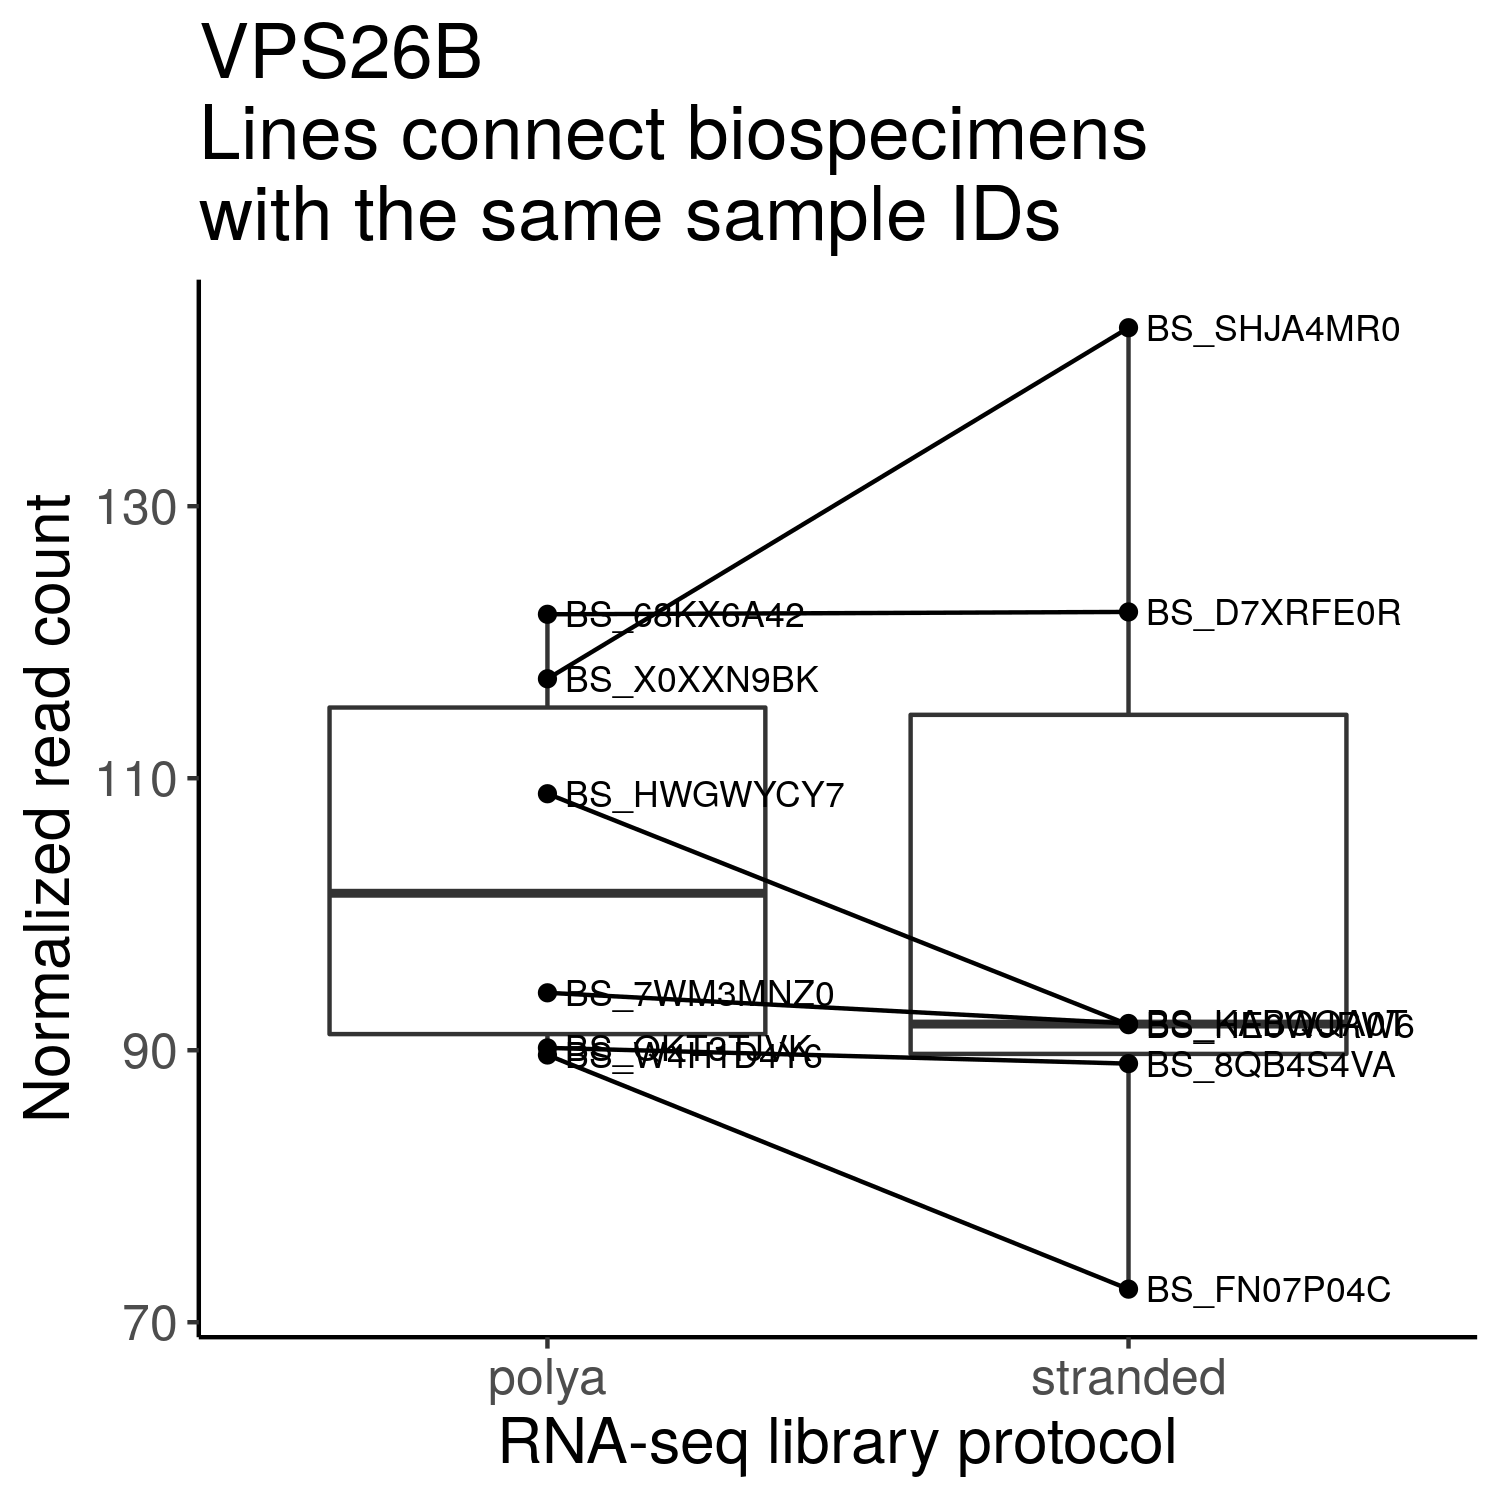 VPS26B
Lines connect biospecimens
with the same sample IDs
Normalized read count
130
110
90
70
BS_SHJA4MR0
BS_68KX6A42
BS_D7XRFE0R
BS_X0XXN9BK
BS_HWGWYCY7
BS_7WM3MNZ0
BS_8QB4S4VA
BS_FN07P04C
polya
stranded
RNA-seq library protocol